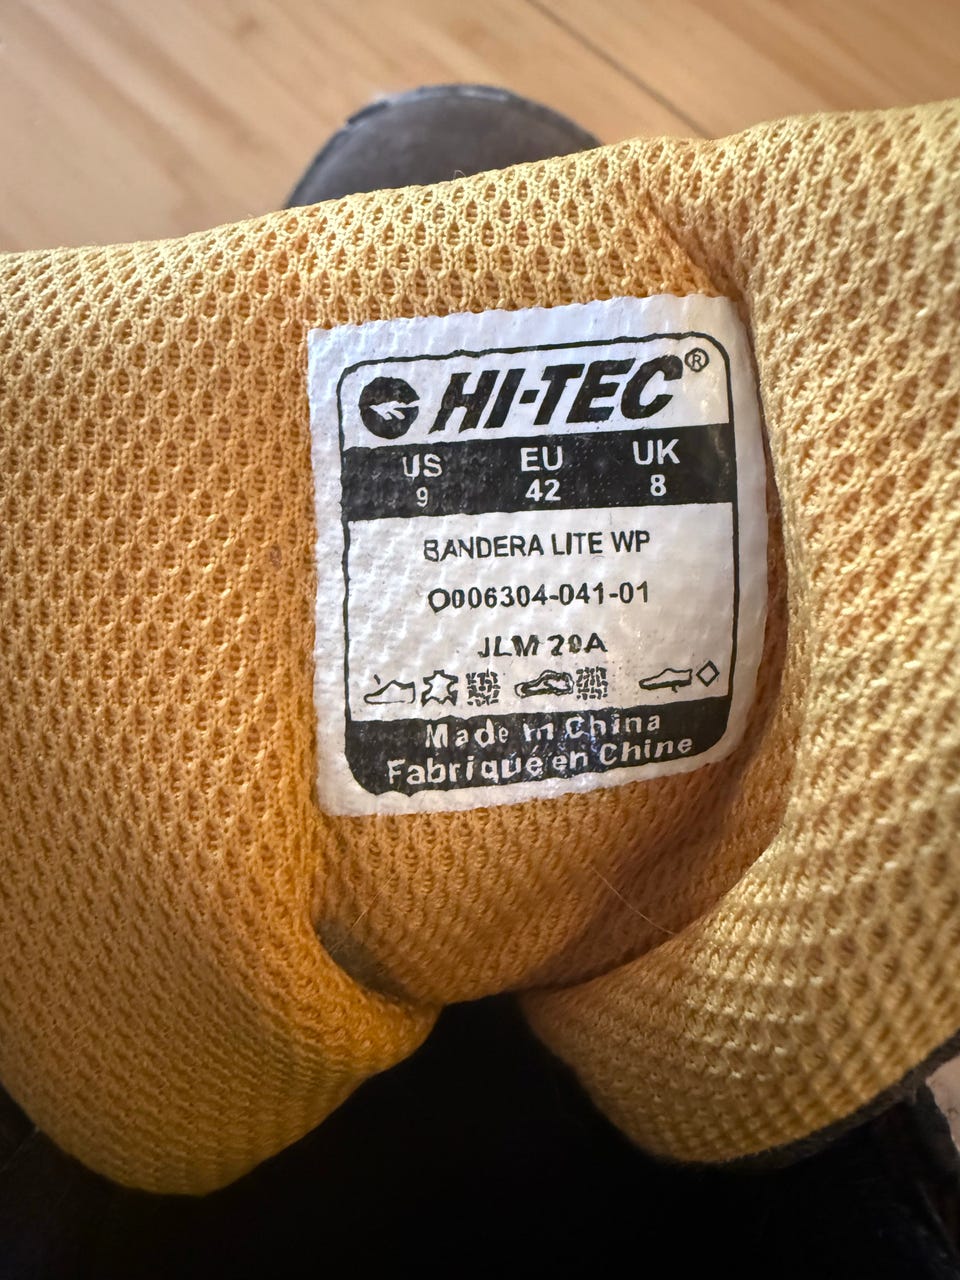 HI-TEC®
US EU UK
9 42 8
BANDERA LITE WP
O006304-041-01
JLM 20A
Made in China
Fabriqué en Chine